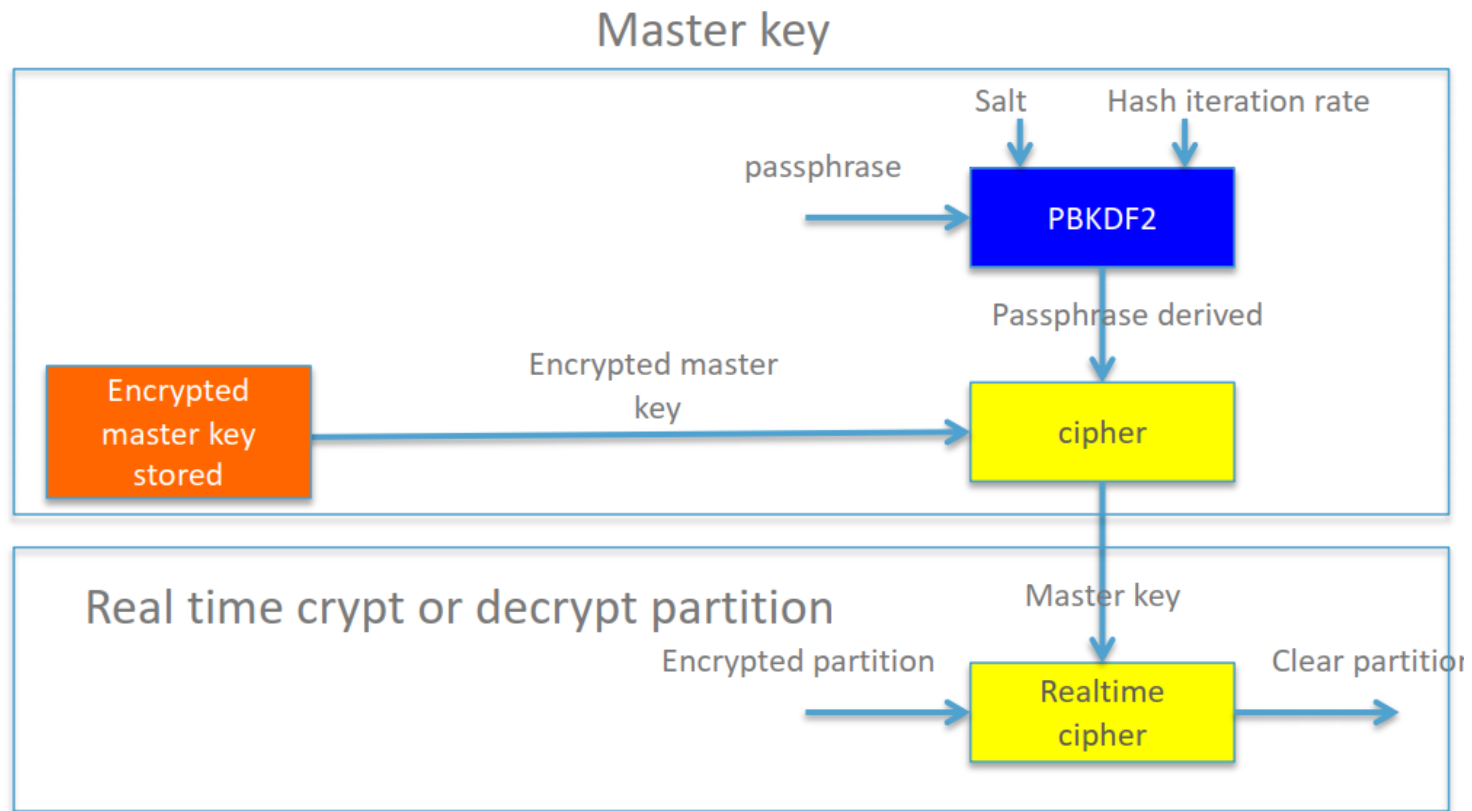 Master key
Salt
Hash iteration rate
passphrase
PBKDF2
Passphrase derived
Encrypted master
key
Encrypted
master key
stored
cipher
Real time crypt or decrypt partition
Master key
Encrypted partition
Realtime
cipher
Clear partition